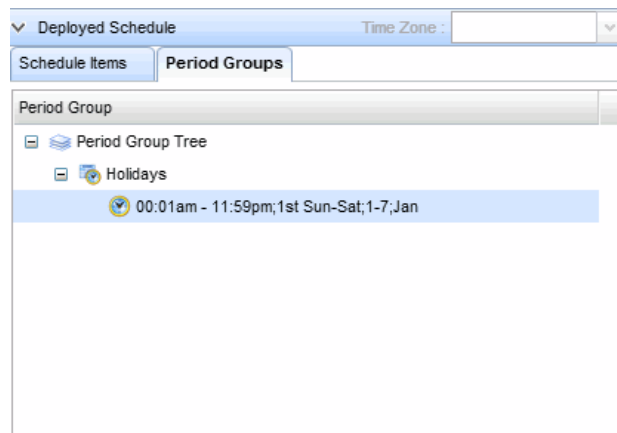 Deployed Schedule Time Zone :
Schedule Items Period Groups
Period Group
Period Group Tree
Holidays
00:01am - 11:59pm;1st Sun-Sat;1-7;Jan